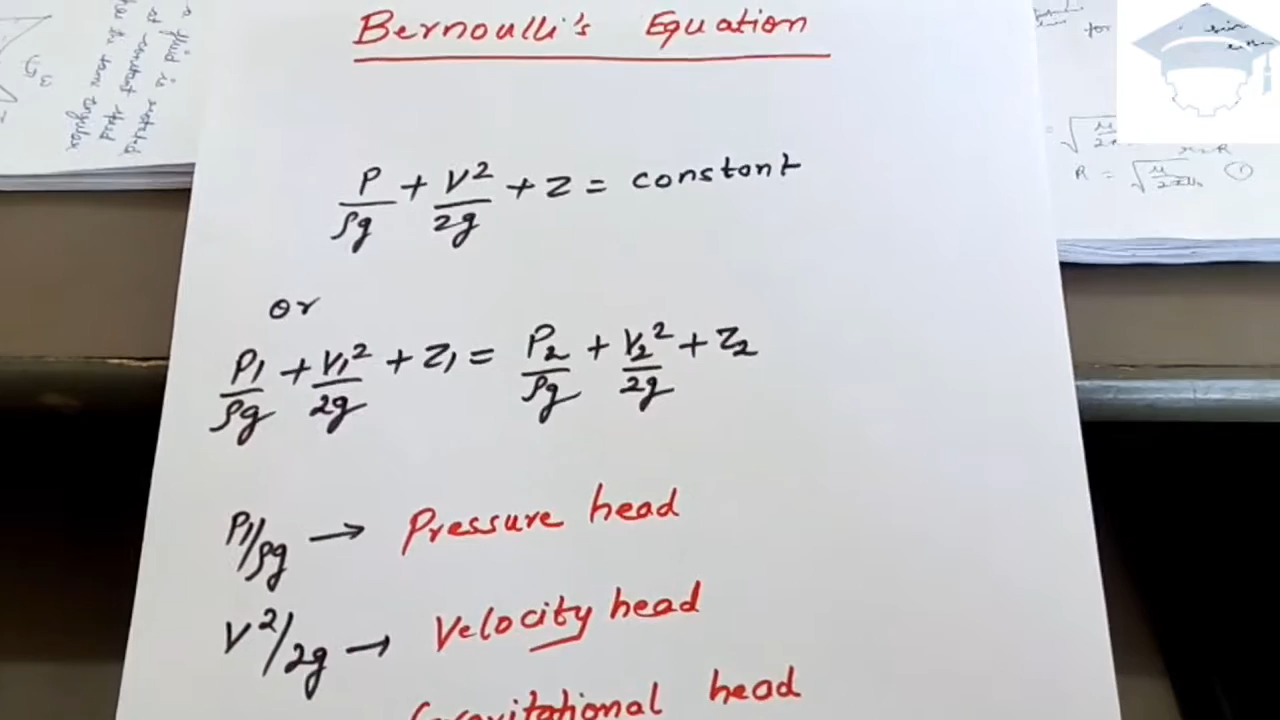 Bernoulli's Equation
P/ρg + V²/2g + Z = constant
or
P₁/ρg + V₁²/2g + Z₁ = P₂/ρg + V₂²/2g + Z₂
P₁/ρg → Pressure head
V²/2g → Velocity head
Gravitational head
for
R =